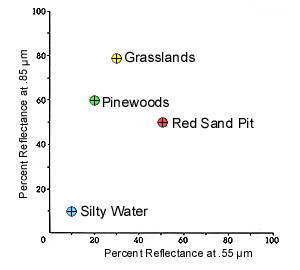 100
80
60
40
20
0
20
40
60
80
100
Percent Reflectance at .85 µm
Grasslands
Pinewoods
Red Sand Pit
Silty Water
Percent Reflectance at .55 µm